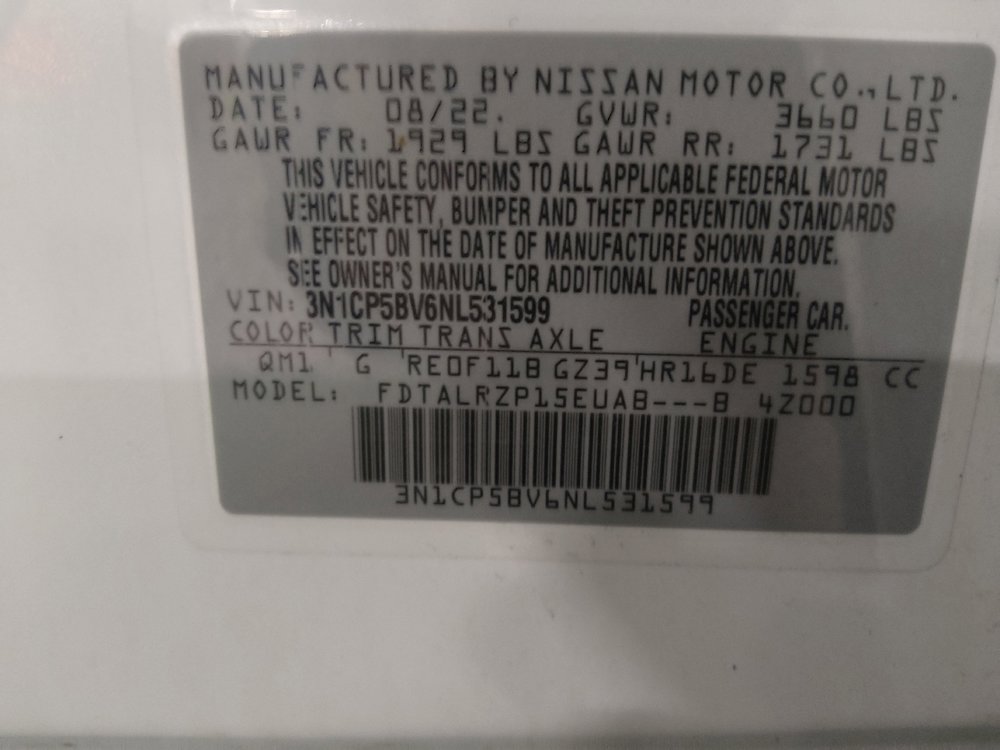 MANUFACTURED BY NISSAN MOTOR CO., LTD.
DATE: 08/22. GVWR: 3660 LBS
GAWR FR: 1929 LBS GAWR RR: 1731 LBS
THIS VEHICLE CONFORMS TO ALL APPLICABLE FEDERAL MOTOR
VEHICLE SAFETY, BUMPER AND THEFT PREVENTION STANDARDS
IN EFFECT ON THE DATE OF MANUFACTURE SHOWN ABOVE.
SEE OWNER'S MANUAL FOR ADDITIONAL INFORMATION.
VIN: 3N1CP5BV6NL531599 PASSENGER CAR.
COLOR TRIM TRANS AXLE ENGINE
QM1 G RE0F11B GZ39 HR16DE 1598 CC
MODEL: FDTALRZP15EUAB---B 4Z000
3N1CP5BV6NL531599